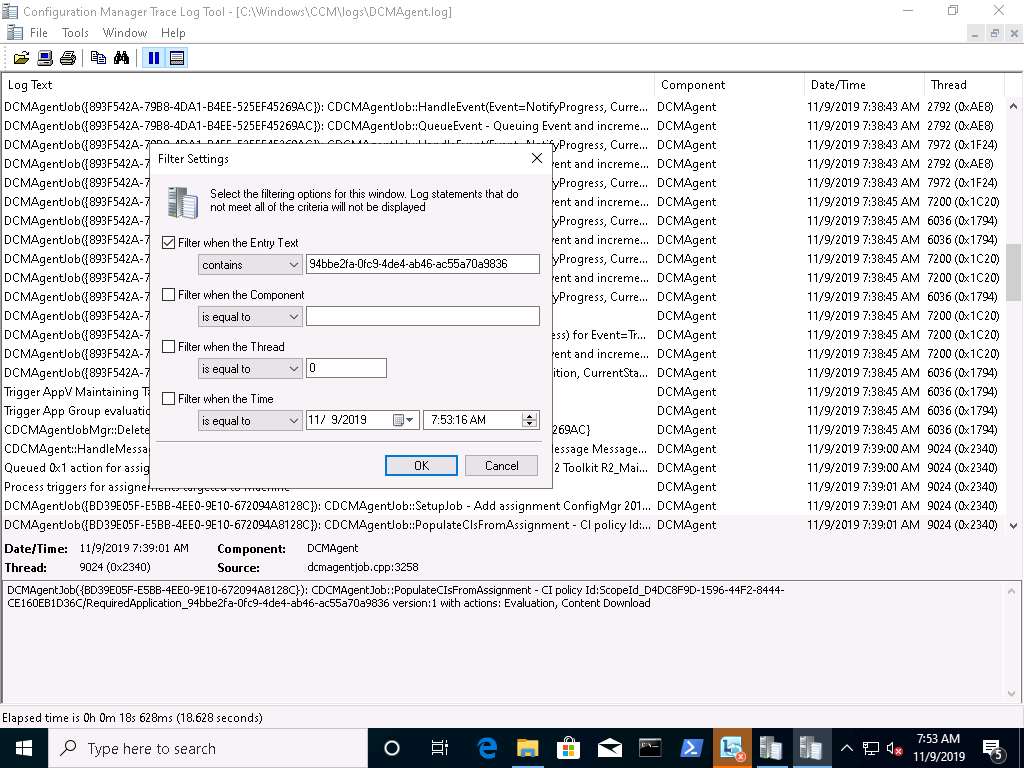 Configuration Manager Trace Log Tool - [C:\Windows\CCM\logs\DCMAgent.log]
File Tools Window Help
Log Text Component Date/Time Thread
DCMAgentJob({893F542A-79B8-4DA1-B4EE-525EF45269AC}): CDCMAgentJob::HandleEvent(Event=NotifyProgress, Curre... DCMAgent 11/9/2019 7:38:43 AM 2792 (0xAE8)
DCMAgentJob({893F542A-79B8-4DA1-B4EE-525EF45269AC}): CDCMAgentJob::QueueEvent - Queuing Event and increme... DCMAgent 11/9/2019 7:38:43 AM 2792 (0xAE8)
DCMAgentJob({893F542A-7 yProgress, Curre... DCMAgent 11/9/2019 7:38:43 AM 7972 (0x1F24)
DCMAgentJob({893F542A-7 vent and increme... DCMAgent 11/9/2019 7:38:43 AM 2792 (0xAE8)
DCMAgentJob({893F542A-7 yProgress, Curre... DCMAgent 11/9/2019 7:38:43 AM 7972 (0x1F24)
DCMAgentJob({893F542A-7 vent and increme... DCMAgent 11/9/2019 7:38:45 AM 7200 (0x1C20)
DCMAgentJob({893F542A-7 yProgress, Curre... DCMAgent 11/9/2019 7:38:45 AM 6036 (0x1794)
DCMAgentJob({893F542A-7 vent and increme... DCMAgent 11/9/2019 7:38:45 AM 6036 (0x1794)
DCMAgentJob({893F542A-7 yProgress, Curre... DCMAgent 11/9/2019 7:38:45 AM 7200 (0x1C20)
DCMAgentJob({893F542A-7 vent and increme... DCMAgent 11/9/2019 7:38:45 AM 7200 (0x1C20)
DCMAgentJob({893F542A-7 yProgress, Curre... DCMAgent 11/9/2019 7:38:45 AM 6036 (0x1794)
DCMAgentJob({893F542A-7 DCMAgent 11/9/2019 7:38:45 AM 7200 (0x1C20)
DCMAgentJob({893F542A-7 ess) for Event=Tr... DCMAgent 11/9/2019 7:38:45 AM 7200 (0x1C20)
DCMAgentJob({893F542A-7 vent and increme... DCMAgent 11/9/2019 7:38:45 AM 7200 (0x1C20)
DCMAgentJob({893F542A-7 ition, CurrentSta... DCMAgent 11/9/2019 7:38:45 AM 6036 (0x1794)
Trigger AppV Maintaining T DCMAgent 11/9/2019 7:38:45 AM 6036 (0x1794)
Trigger App Group evaluatio DCMAgent 11/9/2019 7:38:45 AM 6036 (0x1794)
CDCMAgentJobMgr::Delete 269AC} DCMAgent 11/9/2019 7:38:45 AM 6036 (0x1794)
CDCMAgent::HandleMessa essage Message... DCMAgent 11/9/2019 7:39:00 AM 9024 (0x2340)
Queued 0x1 action for assig 2 Toolkit R2_Mai... DCMAgent 11/9/2019 7:39:00 AM 9024 (0x2340)
Process triggers for assignements targeted to machine DCMAgent 11/9/2019 7:39:00 AM 9024 (0x2340)
DCMAgentJob({BD39E05F-E5BB-4EE0-9E10-672094A8128C}): CDCMAgentJob::SetupJob - Add assignment ConfigMgr 201... DCMAgent 11/9/2019 7:39:01 AM 9024 (0x2340)
DCMAgentJob({BD39E05F-E5BB-4EE0-9E10-672094A8128C}): CDCMAgentJob::PopulateCIsFromAssignment - CI policy Id:... DCMAgent 11/9/2019 7:39:01 AM 9024 (0x2340)
Filter Settings
Select the filtering options for this window. Log statements that do
not meet all of the criteria will not be displayed
Filter when the Entry Text
contains 94bbe2fa-0fc9-4de4-ab46-ac55a70a9836
Filter when the Component
is equal to
Filter when the Thread
is equal to 0
Filter when the Time
is equal to 11/ 9/2019 7:53:16 AM
OK Cancel
Date/Time: 11/9/2019 7:39:01 AM Component: DCMAgent
Thread: 9024 (0x2340) Source: dcmagentjob.cpp:3258
DCMAgentJob({BD39E05F-E5BB-4EE0-9E10-672094A8128C}): CDCMAgentJob::PopulateCIsFromAssignment - CI policy Id:ScopeId_D4DC8F9D-1596-44F2-8444-
CE160EB1D36C/RequiredApplication_94bbe2fa-0fc9-4de4-ab46-ac55a70a9836 version:1 with actions: Evaluation, Content Download
Elapsed time is 0h 0m 18s 628ms (18.628 seconds)
Type here to search
7:53 AM
11/9/2019
5